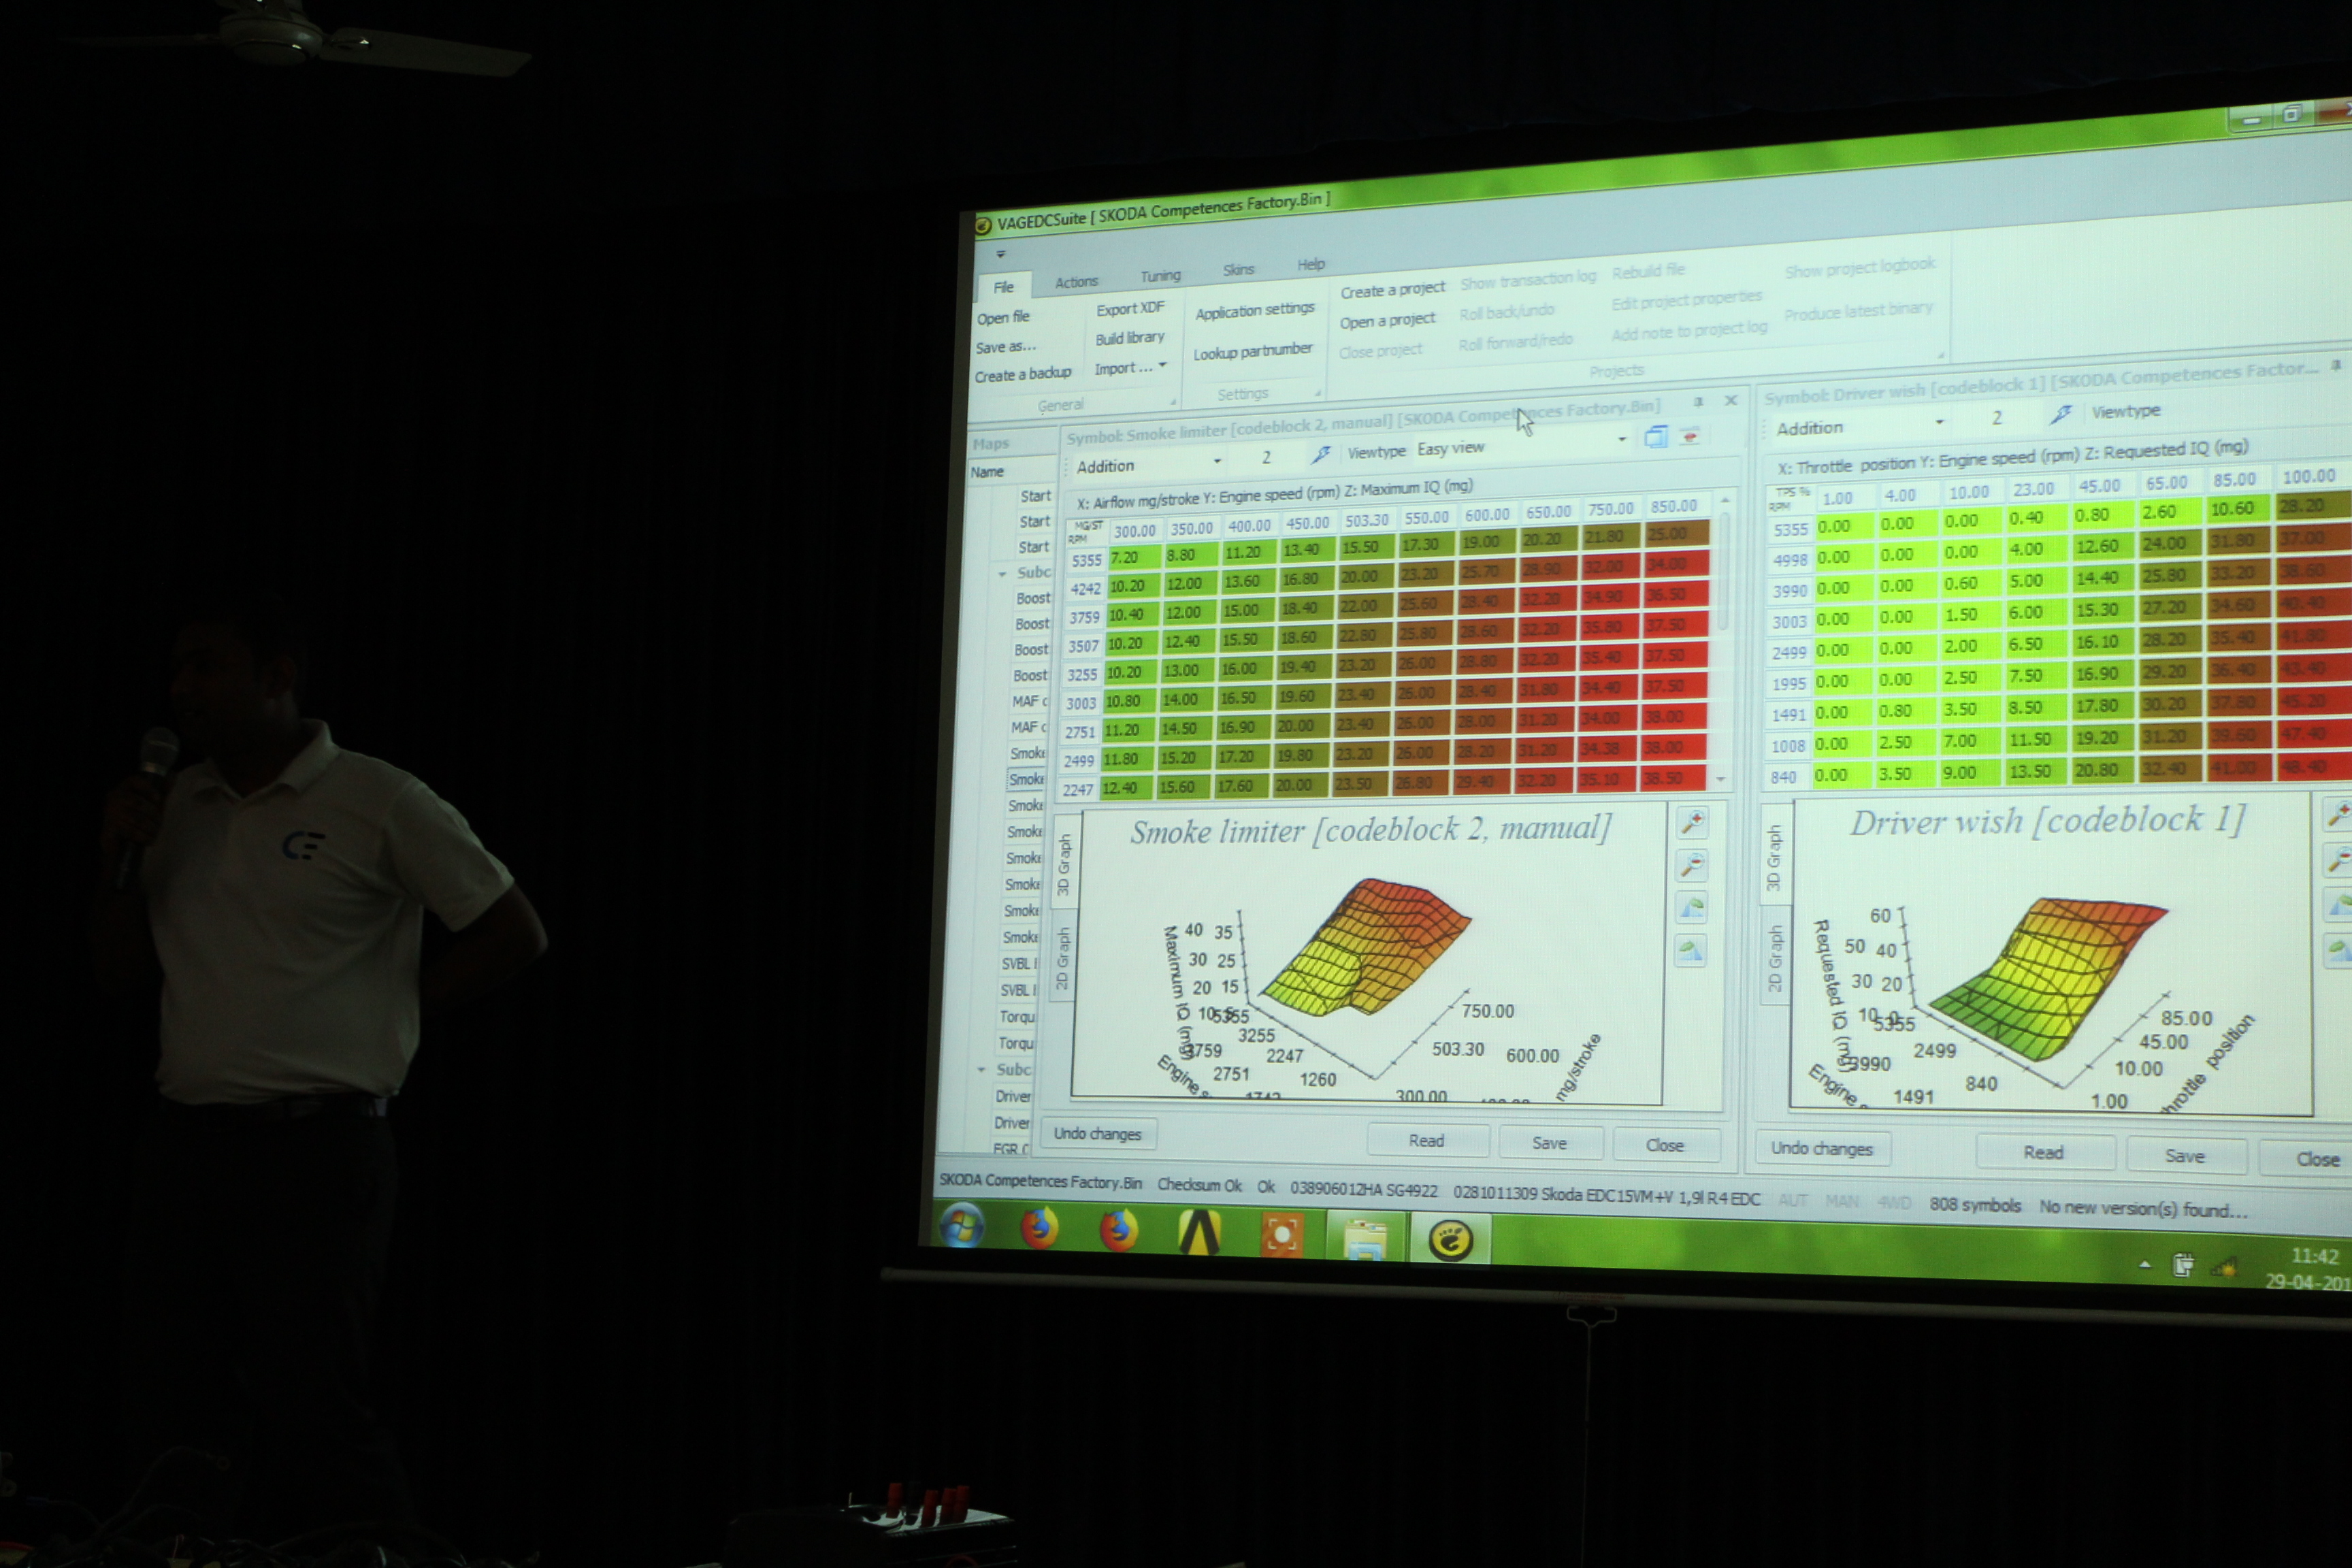 VAGEDCSuite [ SKODA Competences Factory.Bin ]
File Actions Tuning Skins Help
Open file
Save as...
Create a backup
General
Export XDF
Build library
Import ...
Application settings
Lookup partnumber
Settings
Create a project
Open a project
Close project
Show transaction log
Roll back/undo
Roll forward/redo
Rebuild file
Edit project properties
Add note to project log
Show project logbook
Produce latest binary
Projects
Maps
Name
Start
Start
Start
Subc
Boost
Boost
Boost
Boost
MAF c
MAF c
Smoke
Smoke
Smoke
Smoke
Smoke
Smoke
Smoke
Smoke
SVBL l
SVBL l
Torqu
Torqu
Subc
Driver
Driver
EGR C
Symbol: Smoke limiter [codeblock 2, manual] [SKODA Competences Factory.Bin]
Addition 2 Viewtype Easy view
X: Airflow mg/stroke Y: Engine speed (rpm) Z: Maximum IQ (mg)
MG/ST RPM 300.00 350.00 400.00 450.00 503.30 550.00 600.00 650.00 750.00 850.00
5355 7.20 8.80 11.20 13.40 15.50 17.30 19.00 20.20 21.80 25.00
4242 10.20 12.00 13.60 16.80 20.00 23.20 25.70 28.90 32.00 34.00
3759 10.40 12.00 15.00 18.40 22.00 25.60 28.40 32.20 34.90 36.50
3507 10.20 12.40 15.50 18.60 22.80 25.80 28.60 32.20 35.80 37.50
3255 10.20 13.00 16.00 19.40 23.20 26.00 28.80 32.20 35.40 37.50
3003 10.80 14.00 16.50 19.60 23.40 26.00 28.40 31.80 34.40 37.50
2751 11.20 14.50 16.90 20.00 23.40 26.00 28.00 31.20 34.00 38.00
2499 11.80 15.20 17.20 19.80 23.20 26.00 28.20 31.20 34.38 38.00
2247 12.40 15.60 17.60 20.00 23.50 26.80 29.40 32.20 35.10 38.50
3D Graph
2D Graph
Smoke limiter [codeblock 2, manual]
Maximum IQ (mg)
40 35
30 25
20 15
10 5
5355
3255
3759
2247
2751
1260
1742
Engine s
750.00
503.30
600.00
300.00
mg/stroke
Undo changes Read Save Close
Symbol: Driver wish [codeblock 1] [SKODA Competences Factor...
Addition 2 Viewtype
X: Throttle position Y: Engine speed (rpm) Z: Requested IQ (mg)
TPS % RPM 1.00 4.00 10.00 23.00 45.00 65.00 85.00 100.00
5355 0.00 0.00 0.00 0.40 0.80 2.60 10.60 28.20
4998 0.00 0.00 0.00 4.00 12.60 24.00 31.80 37.00
3990 0.00 0.00 0.60 5.00 14.40 25.80 33.20 38.60
3003 0.00 0.00 1.50 6.00 15.30 27.20 34.60 40.40
2499 0.00 0.00 2.00 6.50 16.10 28.20 35.40 41.80
1995 0.00 0.00 2.50 7.50 16.90 29.20 36.40 43.40
1491 0.00 0.80 3.50 8.50 17.80 30.20 37.80 45.20
1008 0.00 2.50 7.00 11.50 19.20 31.20 39.60 47.40
840 0.00 3.50 9.00 13.50 20.80 32.40 41.00 48.40
3D Graph
2D Graph
Driver wish [codeblock 1]
Requested IQ (mg)
60
50 40
30 20
10 0
5355
2499
3990
840
1491
Engine
85.00
45.00
10.00
1.00
hrottle position
Undo changes Read Save Close
SKODA Competences Factory.Bin Checksum Ok Ok 038906012HA SG4922 0281011309 Skoda EDC15VM+V 1,9l R4 EDC AUT MAN 4WD 808 symbols No new version(s) found...
11:42
29-04-201
CF